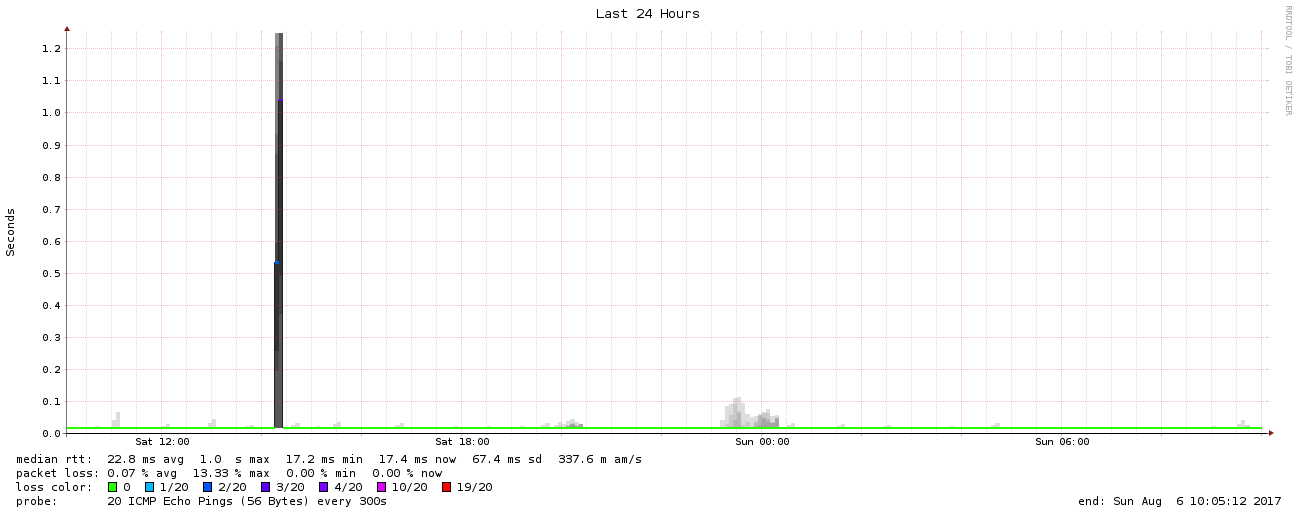 Last 24 Hours
RRDTOOL / TOBI OETIKER
Seconds
1.2
1.1
1.0
0.9
0.8
0.7
0.6
0.5
0.4
0.3
0.2
0.1
0.0
Sat 12:00 Sat 18:00 Sun 00:00 Sun 06:00
median rtt: 22.8 ms avg 1.0 s max 17.2 ms min 17.4 ms now 67.4 ms sd 337.6 m am/s
packet loss: 0.07 % avg 13.33 % max 0.00 % min 0.00 % now
loss color: 0 1/20 2/20 3/20 4/20 10/20 19/20
probe: 20 ICMP Echo Pings (56 Bytes) every 300s end: Sun Aug 6 10:05:12 2017